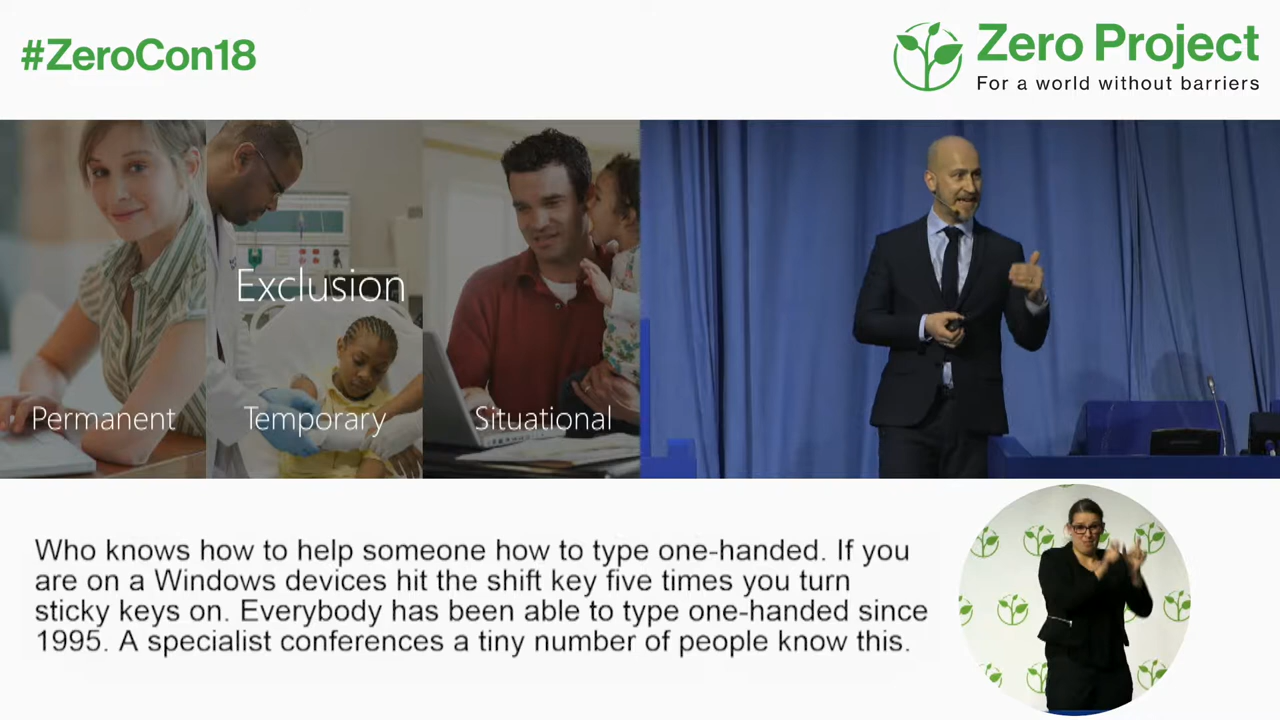 #ZeroCon18
Zero Project
For a world without barriers
Exclusion
Permanent
Temporary
Situational
Who knows how to help someone how to type one-handed. If you
are on a Windows devices hit the shift key five times you turn
sticky keys on. Everybody has been able to type one-handed since
1995. A specialist conferences a tiny number of people know this.